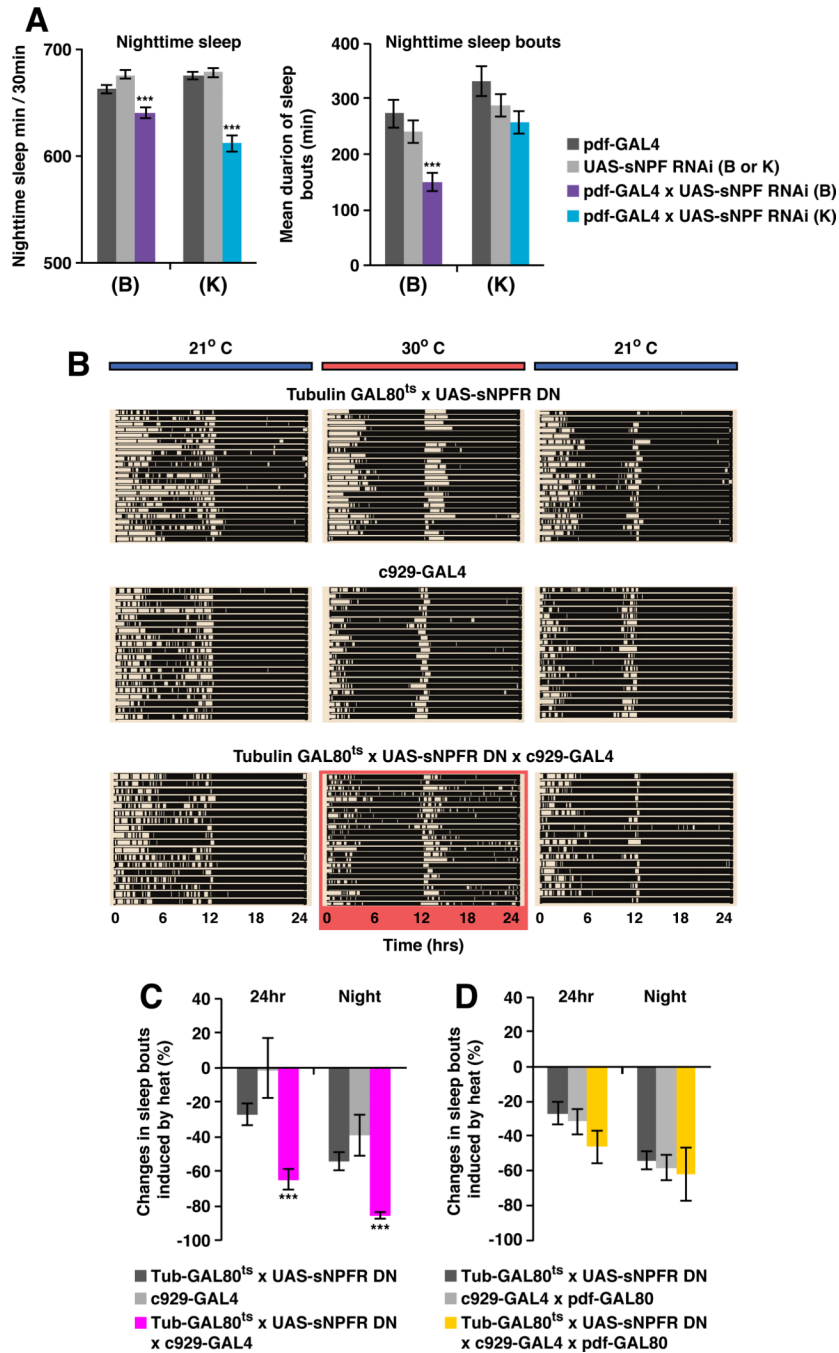 A
Nighttime sleep
Nighttime sleep min / 30min
700
600
500
***
***
(B)
(K)
Nighttime sleep bouts
Mean duarion of sleep
bouts (min)
400
300
200
100
0
***
(B)
(K)
pdf-GAL4
UAS-sNPF RNAi (B or K)
pdf-GAL4 x UAS-sNPF RNAi (B)
pdf-GAL4 x UAS-sNPF RNAi (K)
B
21° C
30° C
21° C
Tubulin GAL80ts x UAS-sNPFR DN
c929-GAL4
Tubulin GAL80ts x UAS-sNPFR DN x c929-GAL4
0 6 12 18 24
0 6 12 18 24
0 6 12 18 24
Time (hrs)
C
24hr
Night
Changes in sleep bouts
induced by heat (%)
40
20
0
-20
-40
-60
-80
-100
***
***
Tub-GAL80ts x UAS-sNPFR DN
c929-GAL4
Tub-GAL80ts x UAS-sNPFR DN
x c929-GAL4
D
24hr
Night
Changes in sleep bouts
induced by heat (%)
40
20
0
-20
-40
-60
-80
-100
Tub-GAL80ts x UAS-sNPFR DN
c929-GAL4 x pdf-GAL80
Tub-GAL80ts x UAS-sNPFR DN
x c929-GAL4 x pdf-GAL80